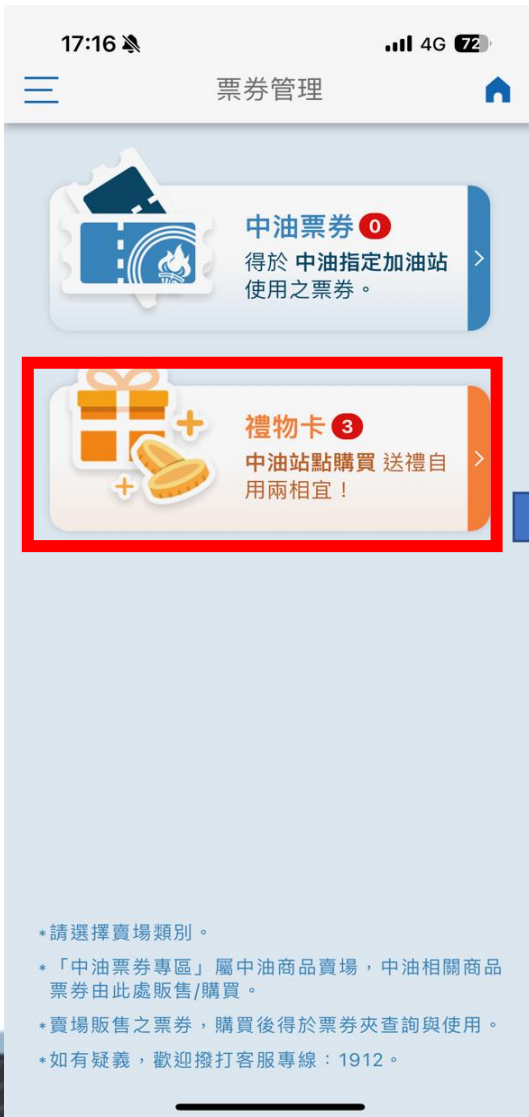 17:16 4G 72
票券管理
中油票券 0
得於 中油指定加油站
使用之票券。
禮物卡 3
中油站點購買 送禮自
用兩相宜！
*請選擇賣場類別。
*「中油票券專區」屬中油商品賣場，中油相關商品
票券由此處販售/購買。
*賣場販售之票券，購買後得於票券夾查詢與使用。
*如有疑義，歡迎撥打客服專線：1912。